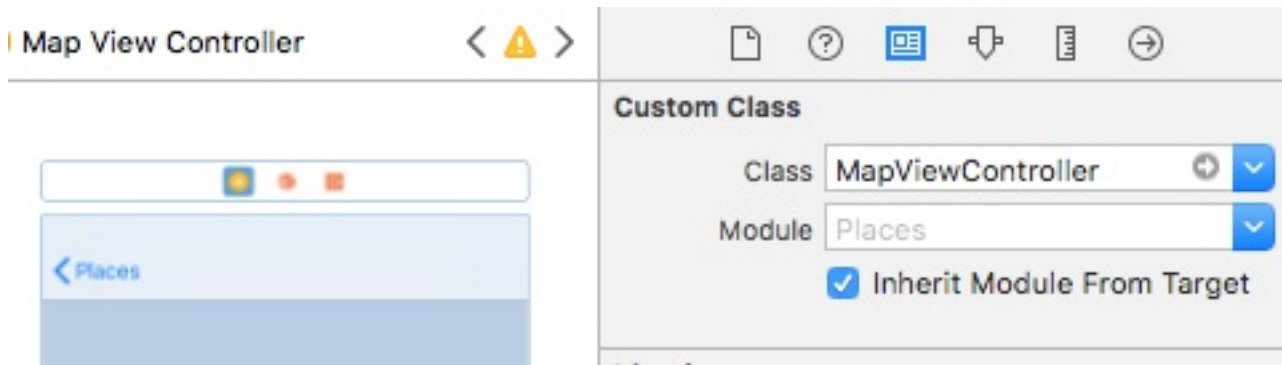 Map View Controller
Custom Class
Class MapViewController
Module Places
Inherit Module From Target
Places